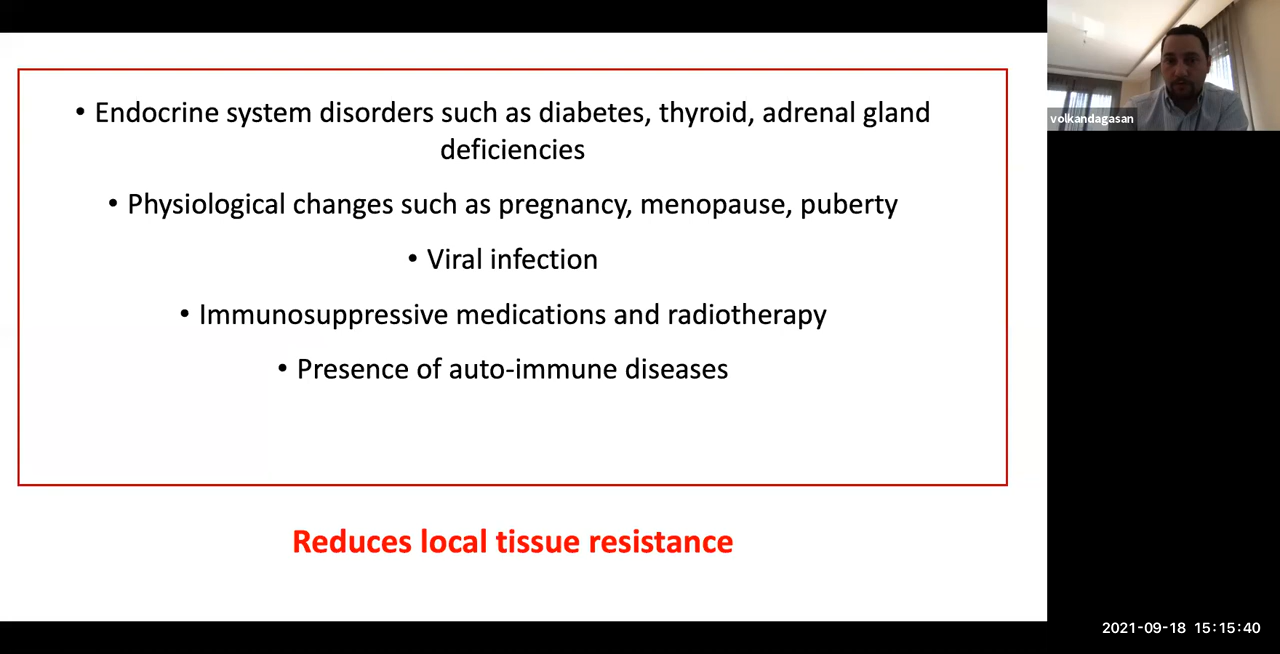 • Endocrine system disorders such as diabetes, thyroid, adrenal gland
deficiencies
• Physiological changes such as pregnancy, menopause, puberty
• Viral infection
• Immunosuppressive medications and radiotherapy
• Presence of auto-immune diseases
Reduces local tissue resistance
volkandagasan
2021-09-18 15:15:40